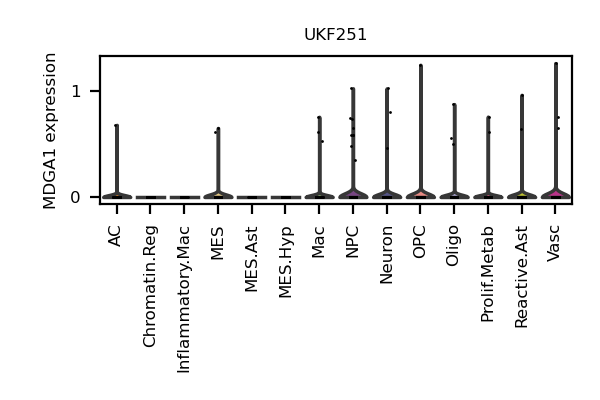 UKF251
MDGA1 expression
1
0
AC
Chromatin.Reg
Inflammatory.Mac
MES
MES.Ast
MES.Hyp
Mac
NPC
Neuron
OPC
Oligo
Prolif.Metab
Reactive.Ast
Vasc